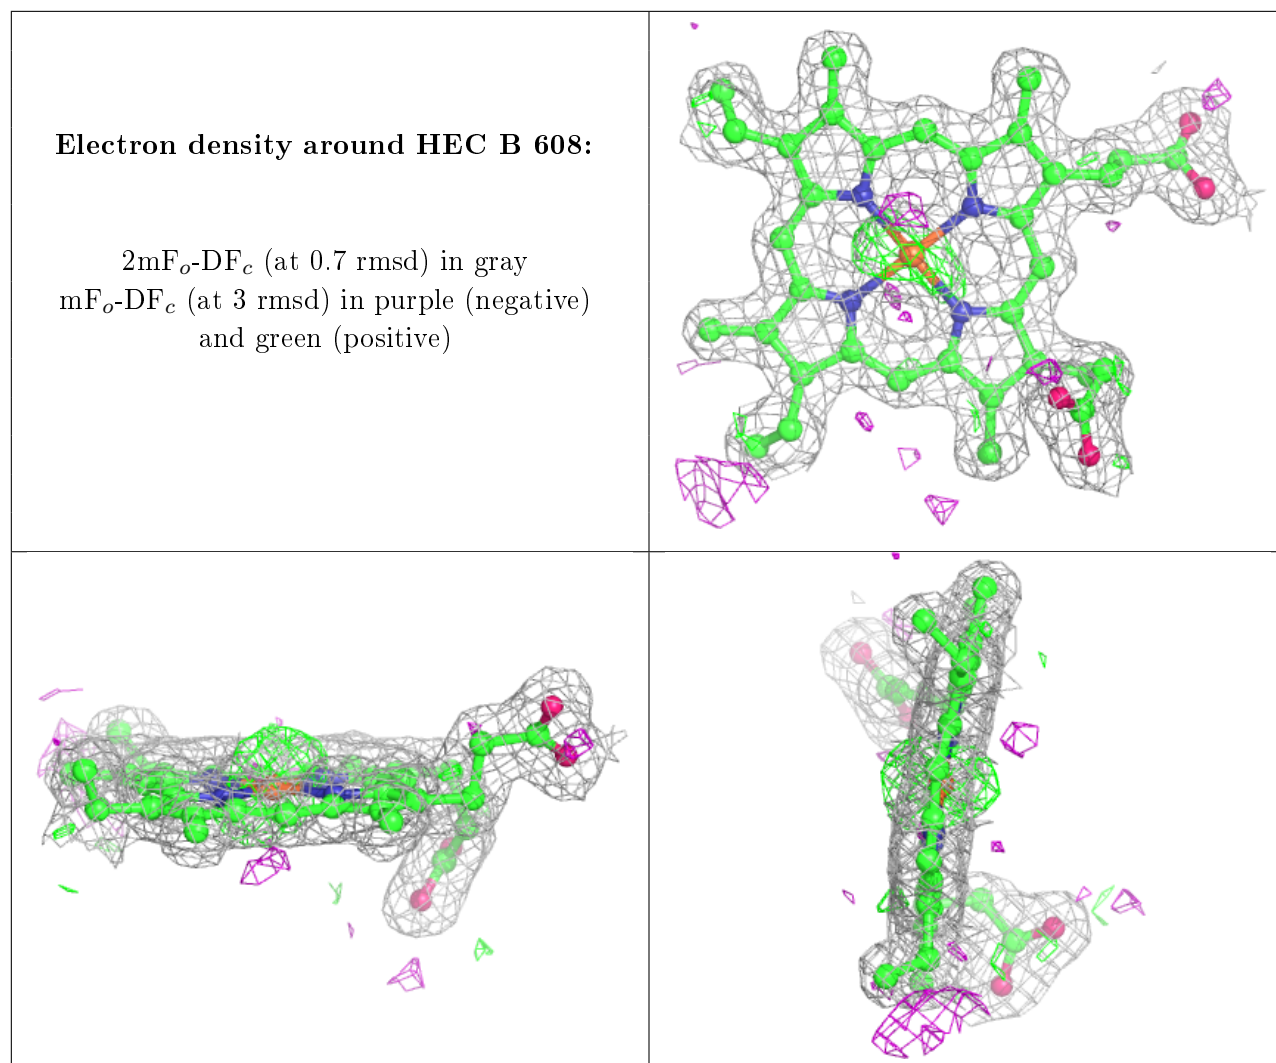 Electron density around HEC B 608:
2mFo-DFc (at 0.7 rmsd) in gray
mFo-DFc (at 3 rmsd) in purple (negative)
and green (positive)